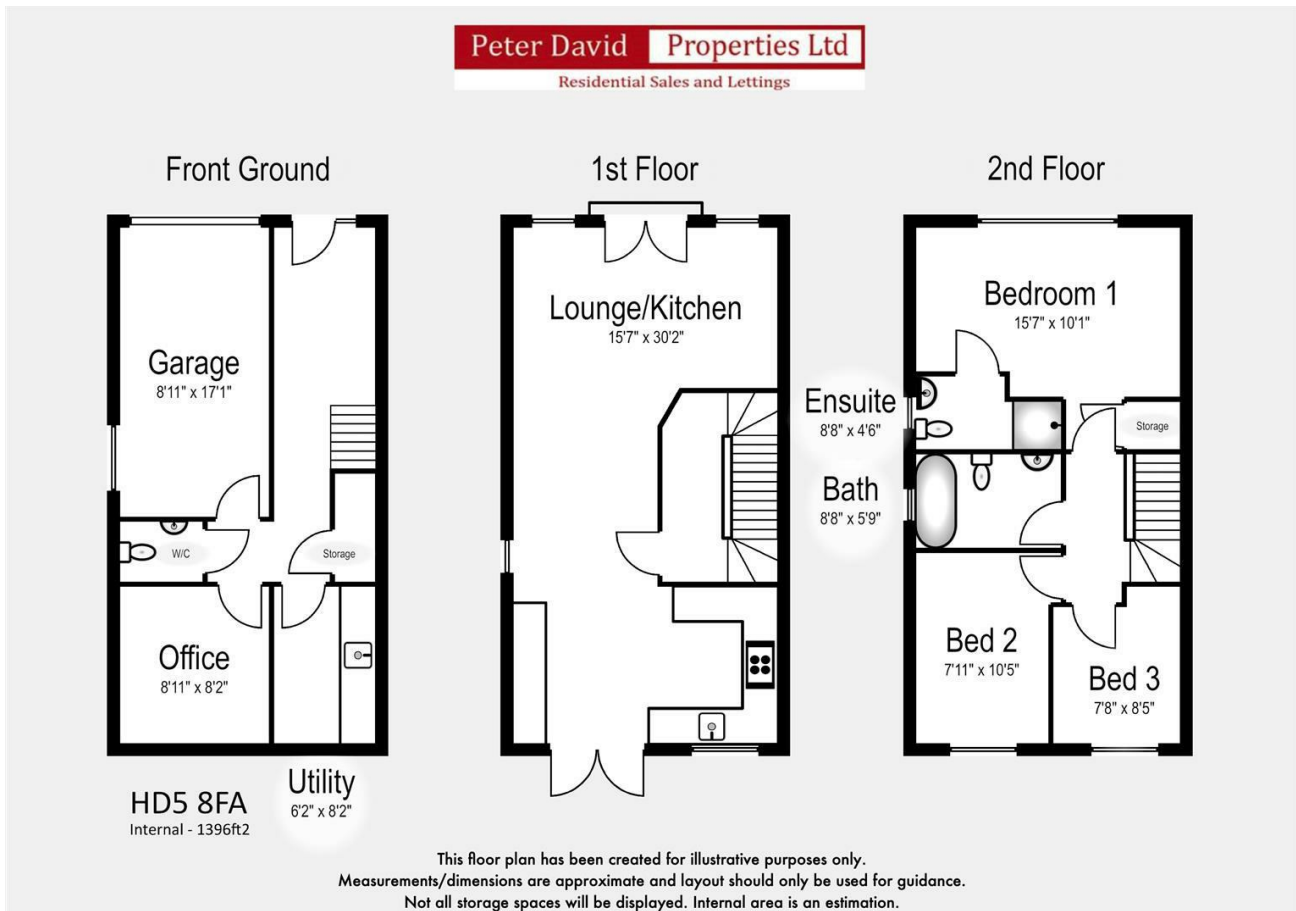 Peter David Properties Ltd
Residential Sales and Lettings
Front Ground
1st Floor
2nd Floor
Garage
8'11" x 17'1"
W/C
Storage
Office
8'11" x 8'2"
Utility
6'2" x 8'2"
HD5 8FA
Internal - 1396ft2
Lounge/Kitchen
15'7" x 30'2"
Bedroom 1
15'7" x 10'1"
Ensuite
8'8" x 4'6"
Storage
Bath
8'8" x 5'9"
Bed 2
7'11" x 10'5"
Bed 3
7'8" x 8'5"
This floor plan has been created for illustrative purposes only.
Measurements/dimensions are approximate and layout should only be used for guidance.
Not all storage spaces will be displayed. Internal area is an estimation.